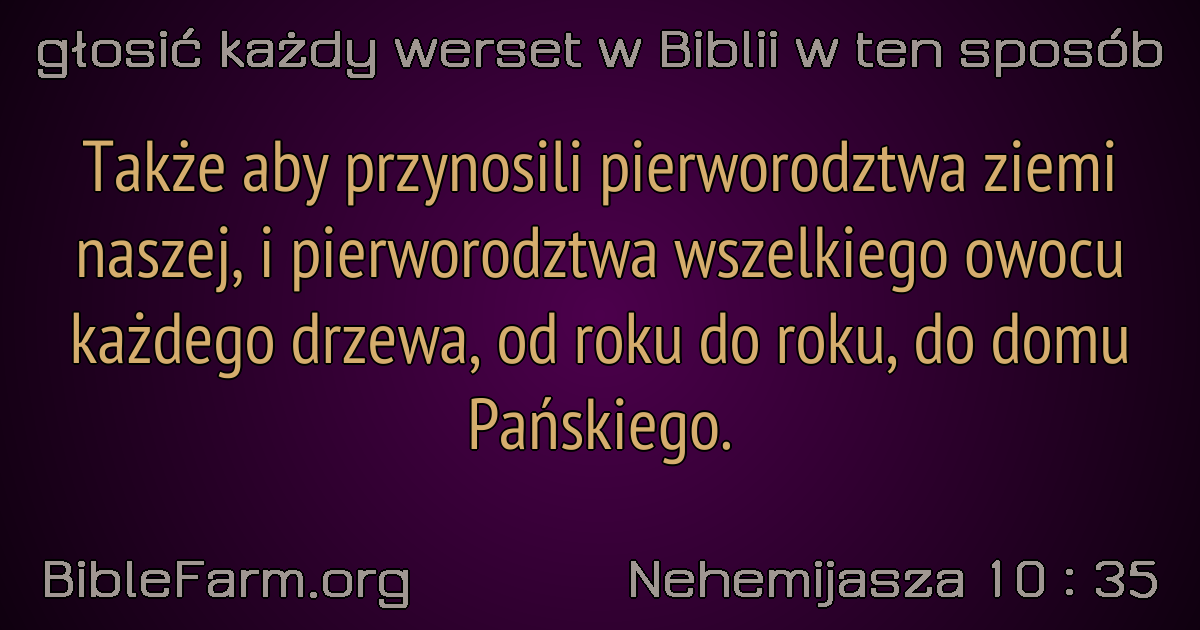 głosić każdy werset w Biblii w ten sposób
Także aby przynosili pierworodztwa ziemi
naszej, i pierworodztwa wszelkiego owocu
każdego drzewa, od roku do roku, do domu
Pańskiego.
BibleFarm.org
Nehemijasza 10 : 35